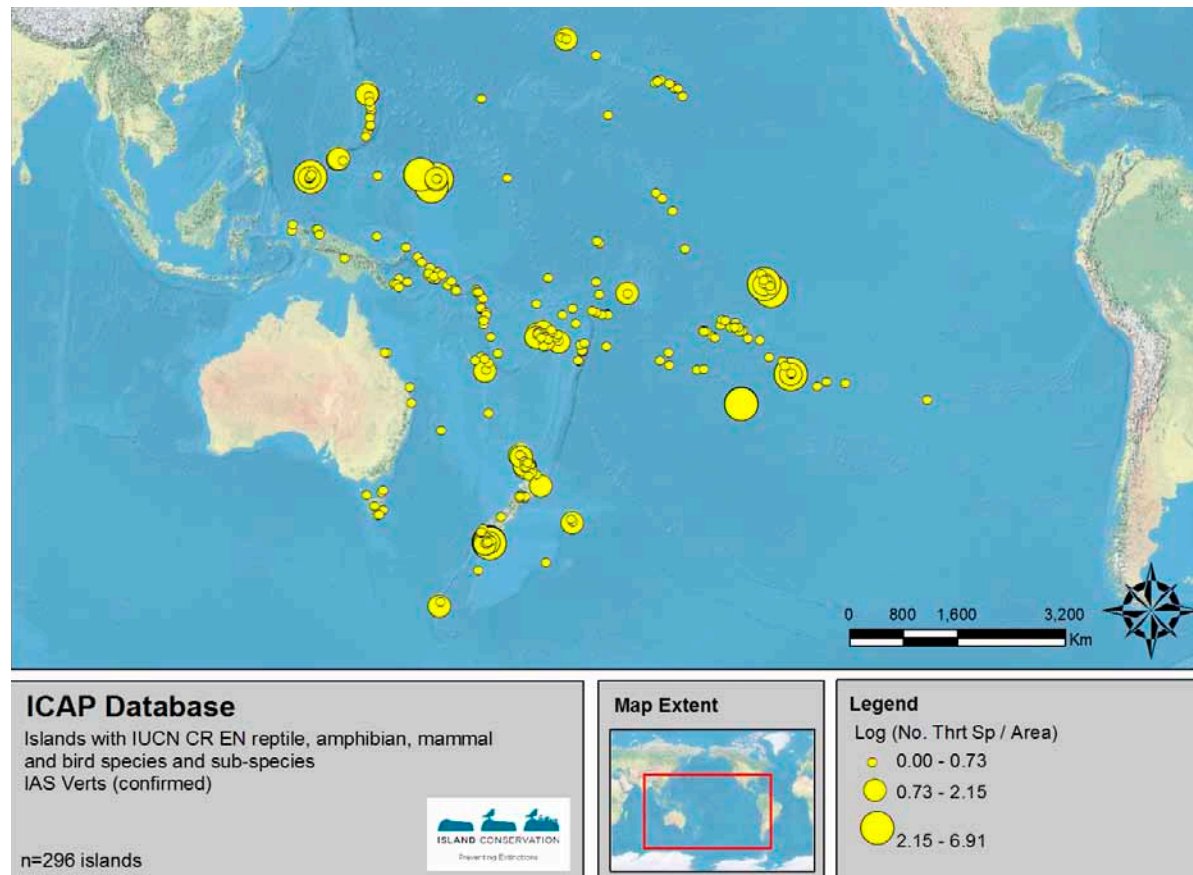 0 800 1,600 3,200
Km
ICAP Database
Islands with IUCN CR EN reptile, amphibian, mammal
and bird species and sub-species
IAS Verts (confirmed)
n=296 islands
ISLAND CONSERVATION
Preventing Extinctions
Map Extent
Legend
Log (No. Thrt Sp / Area)
0.00 - 0.73
0.73 - 2.15
2.15 - 6.91